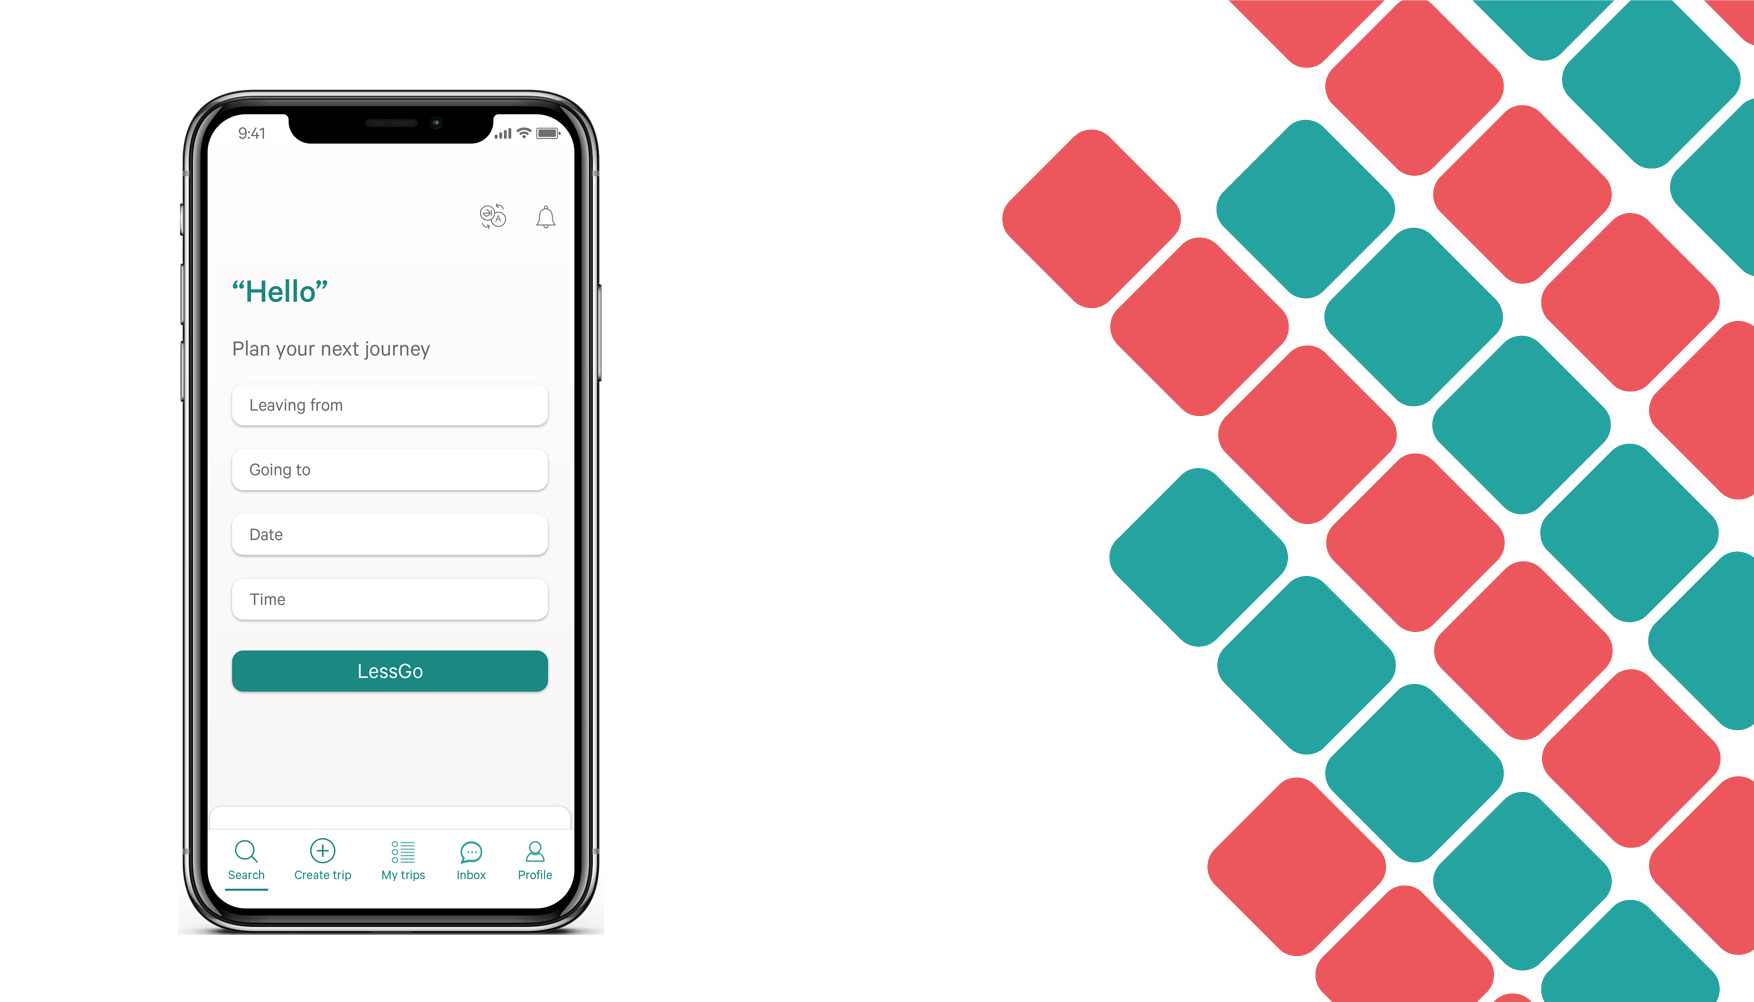 9:41
“Hello”
Plan your next journey
Leaving from
Going to
Date
Time
LessGo
Search
Create trip
My trips
Inbox
Profile